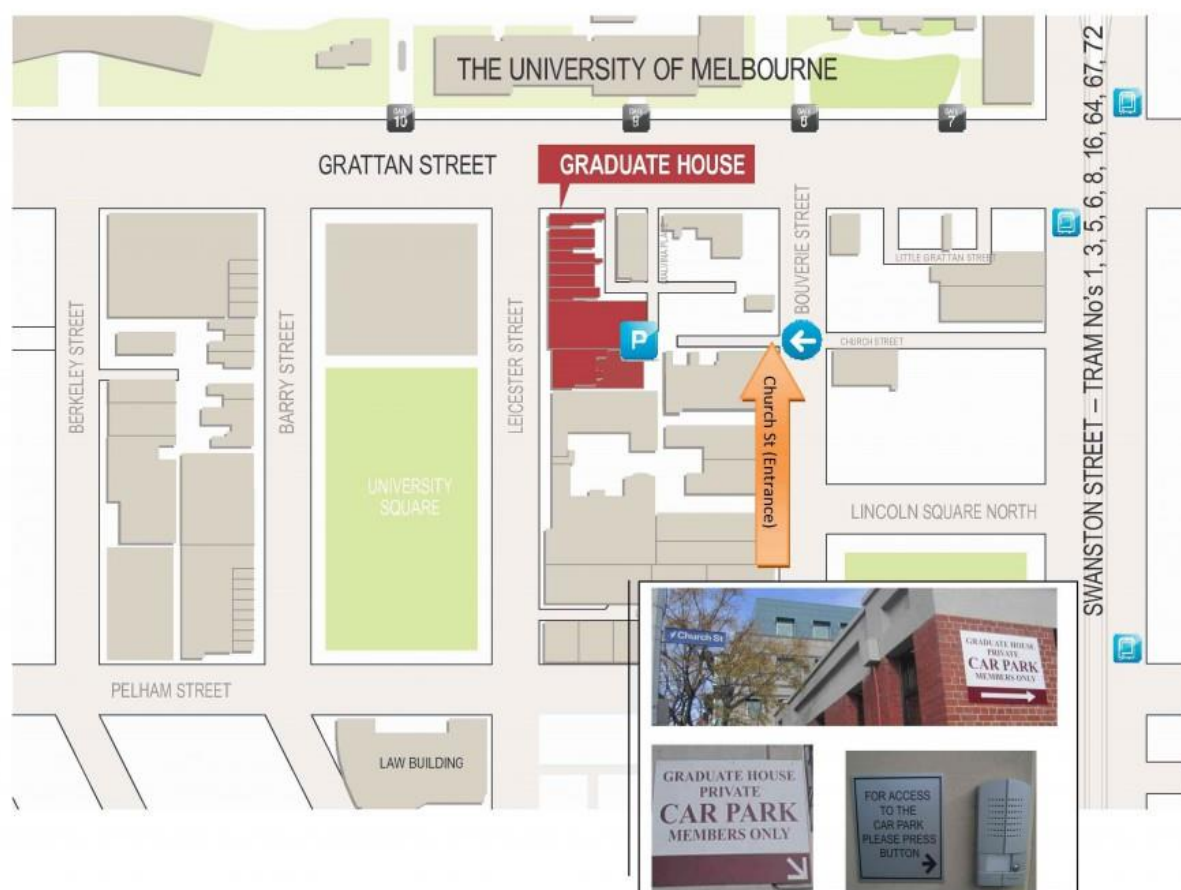 THE UNIVERSITY OF MELBOURNE
GATE
10
GATE
9
GATE
8
GATE
7
GRATTAN STREET
GRADUATE HOUSE
BERKELEY STREET
BARRY STREET
LEICESTER STREET
MALVINA PLACE
BOUVERIE STREET
LITTLE GRATTAN STREET
P
CHURCH STREET
Church St (Entrance)
UNIVERSITY
SQUARE
LINCOLN SQUARE NORTH
SWANSTON STREET – TRAM No's 1, 3, 5, 6, 8, 16, 64, 67, 72
PELHAM STREET
LAW BUILDING
Church St
GRADUATE HOUSE
PRIVATE
CAR PARK
MEMBERS ONLY
GRADUATE HOUSE
PRIVATE
CAR PARK
MEMBERS ONLY
FOR ACCESS
TO THE
CAR PARK
PLEASE PRESS
BUTTON